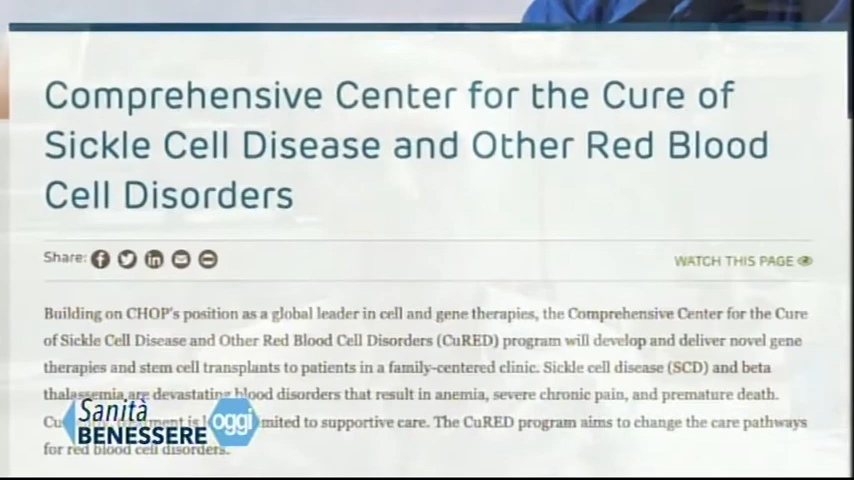 Comprehensive Center for the Cure of
Sickle Cell Disease and Other Red Blood
Cell Disorders
Share:
WATCH THIS PAGE
Building on CHOP's position as a global leader in cell and gene therapies, the Comprehensive Center for the Cure
of Sickle Cell Disease and Other Red Blood Cell Disorders (CuRED) program will develop and deliver novel gene
therapies and stem cell transplants to patients in a family-centered clinic. Sickle cell disease (SCD) and beta
thalassemia are devastating blood disorders that result in anemia, severe chronic pain, and premature death.
treatment is mited to supportive care. The CuRED program aims to change the care pathways
for red blood cell disorders.
Sanità
BENESSERE oggi